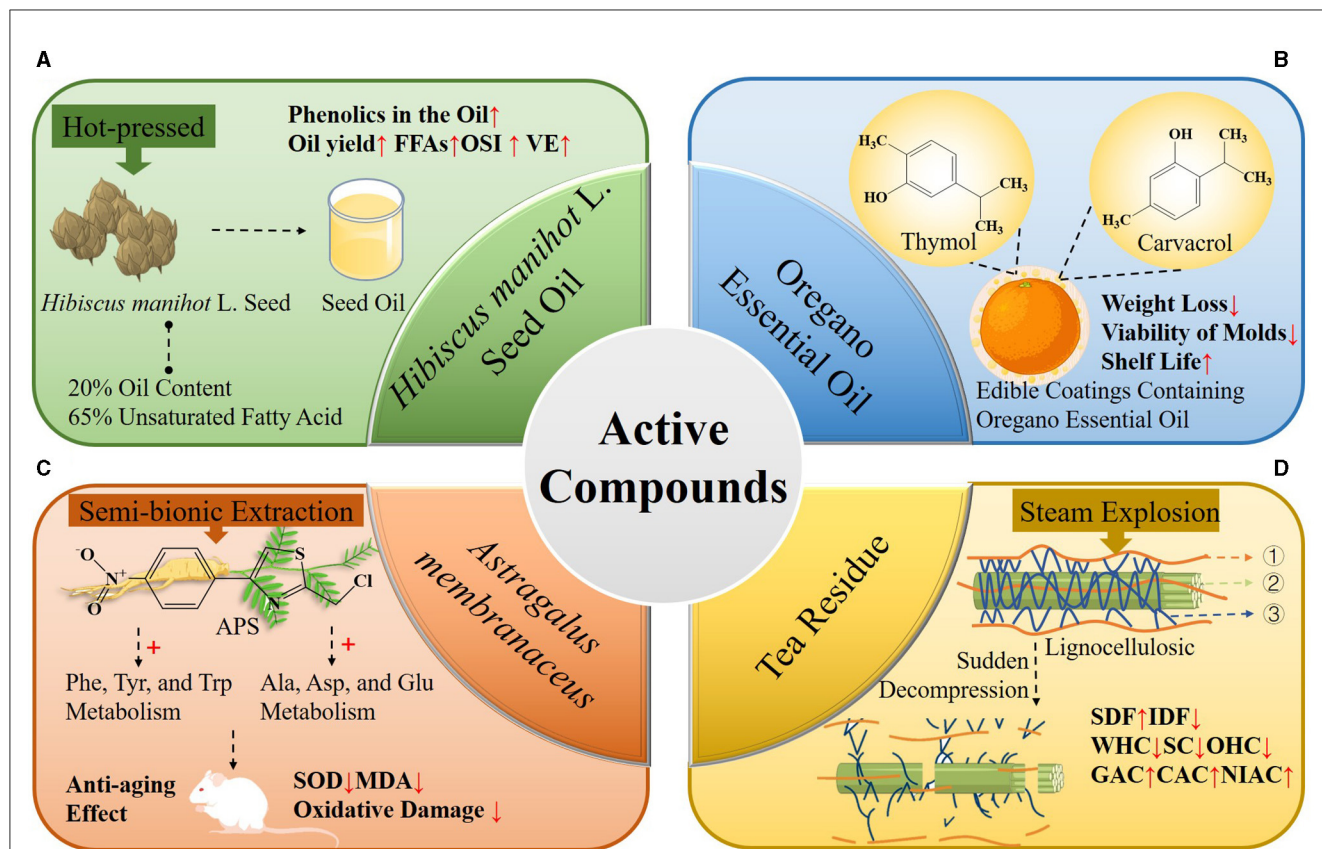 A
Hot-pressed
Phenolics in the Oil↑
Oil yield↑ FFAs↑OSI ↑ VE↑
Hibiscus manihot L. Seed
Seed Oil
20% Oil Content
65% Unsaturated Fatty Acid
Hibiscus manihot L.
Seed Oil
B
H₃C
HO
CH₃
CH₃
Thymol
OH
CH₃
CH₃
H₃C
Carvacrol
Oregano
Essential Oil
Weight Loss↓
Viability of Molds↓
Shelf Life↑
Edible Coatings Containing
Oregano Essential Oil
Active
Compounds
C
Semi-bionic Extraction
⁻O
N⁺
O
S
N
Cl
APS
+
+
Phe, Tyr, and Trp
Metabolism
Ala, Asp, and Glu
Metabolism
Anti-aging
Effect
SOD↓MDA↓
Oxidative Damage ↓
Astragalus
membranaceus
D
Tea Residue
Steam Explosion
①
②
③
Lignocellulosic
Sudden
Decompression
SDF↑IDF↓
WHC↓SC↓OHC↓
GAC↑CAC↑NIAC↑